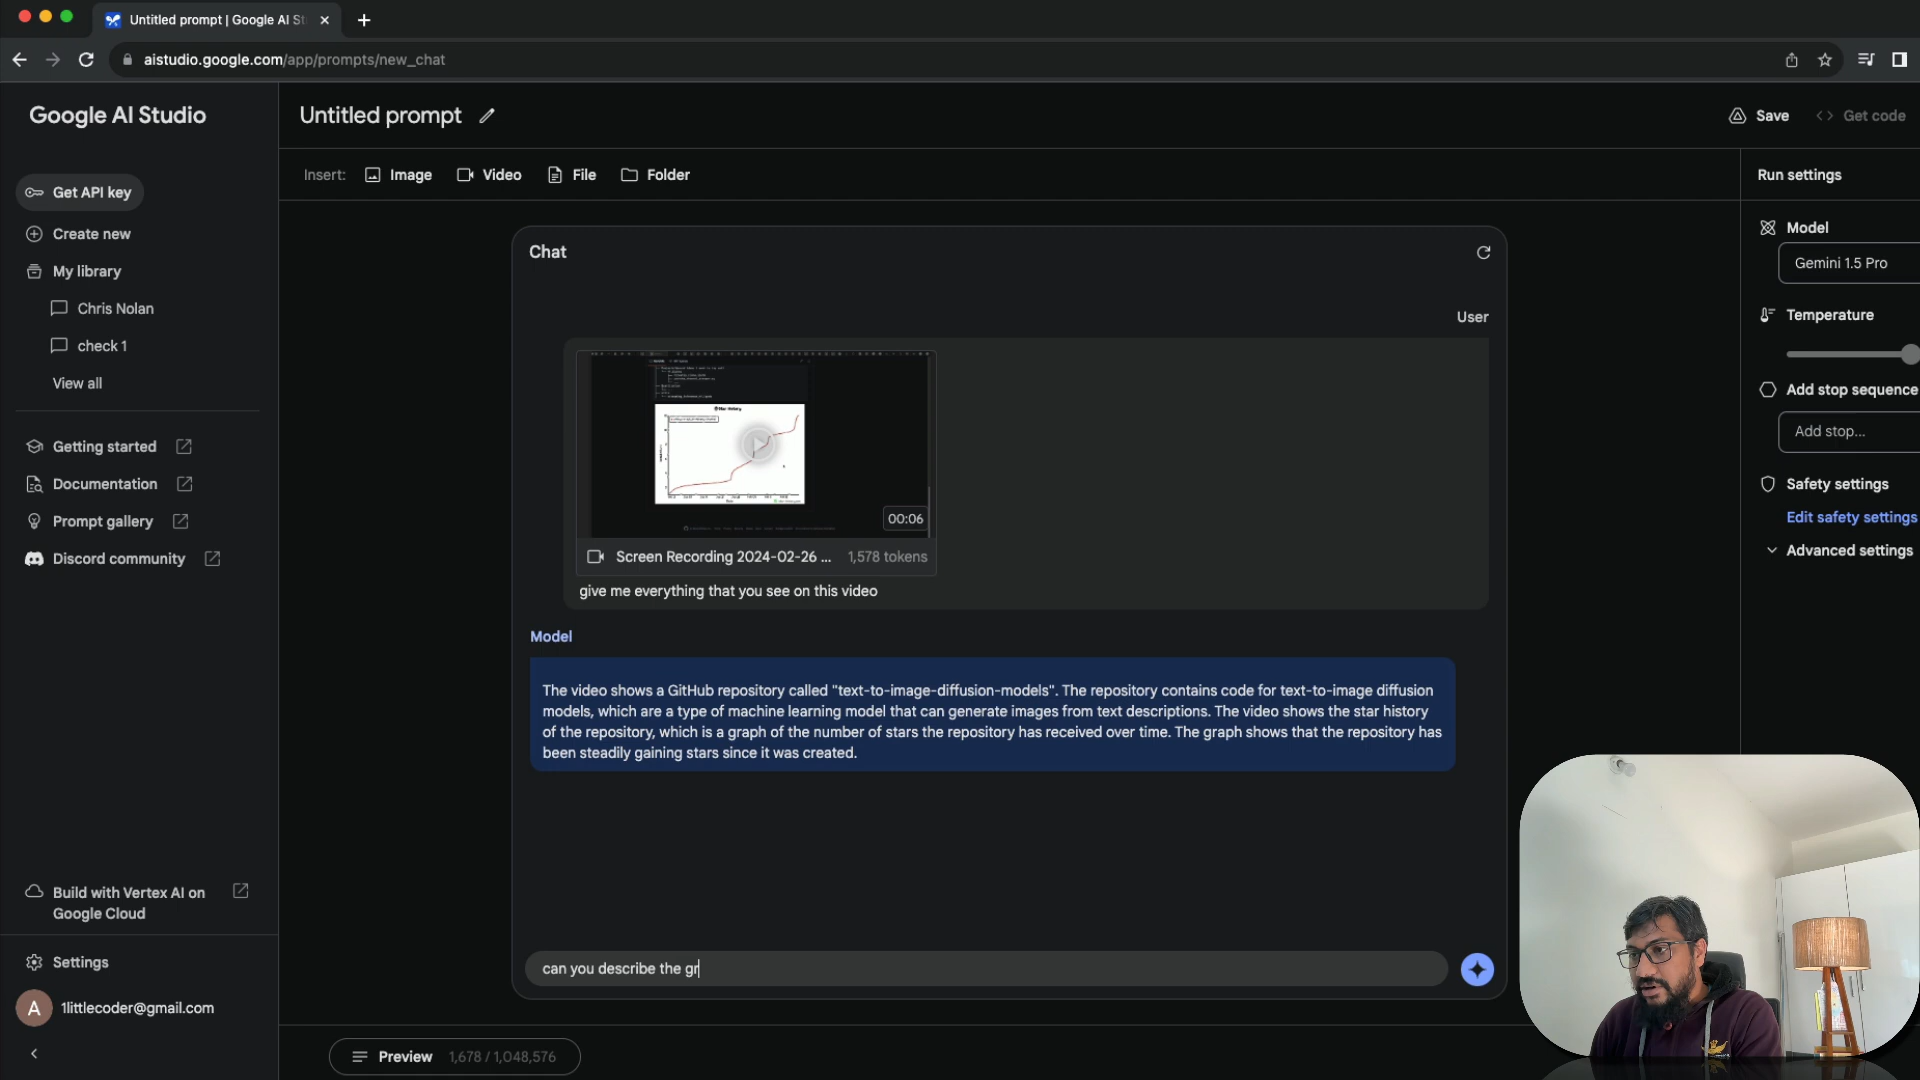 Untitled prompt | Google AI St
aistudio.google.com/app/prompts/new_chat
Google AI Studio
Get API key
Create new
My library
Chris Nolan
check 1
View all
Getting started
Documentation
Prompt gallery
Discord community
Build with Vertex AI on
Google Cloud
Settings
A
1littlecoder@gmail.com
Untitled prompt
Save
Get code
Insert:
Image
Video
File
Folder
Chat
User
Star History
00:06
Screen Recording 2024-02-26 ...
1,578 tokens
give me everything that you see on this video
Model
The video shows a GitHub repository called "text-to-image-diffusion-models". The repository contains code for text-to-image diffusion
models, which are a type of machine learning model that can generate images from text descriptions. The video shows the star history
of the repository, which is a graph of the number of stars the repository has received over time. The graph shows that the repository has
been steadily gaining stars since it was created.
can you describe the gr
Preview
1,678 / 1,048,576
Run settings
Model
Gemini 1.5 Pro
Temperature
Add stop sequence
Add stop...
Safety settings
Edit safety settings
Advanced settings